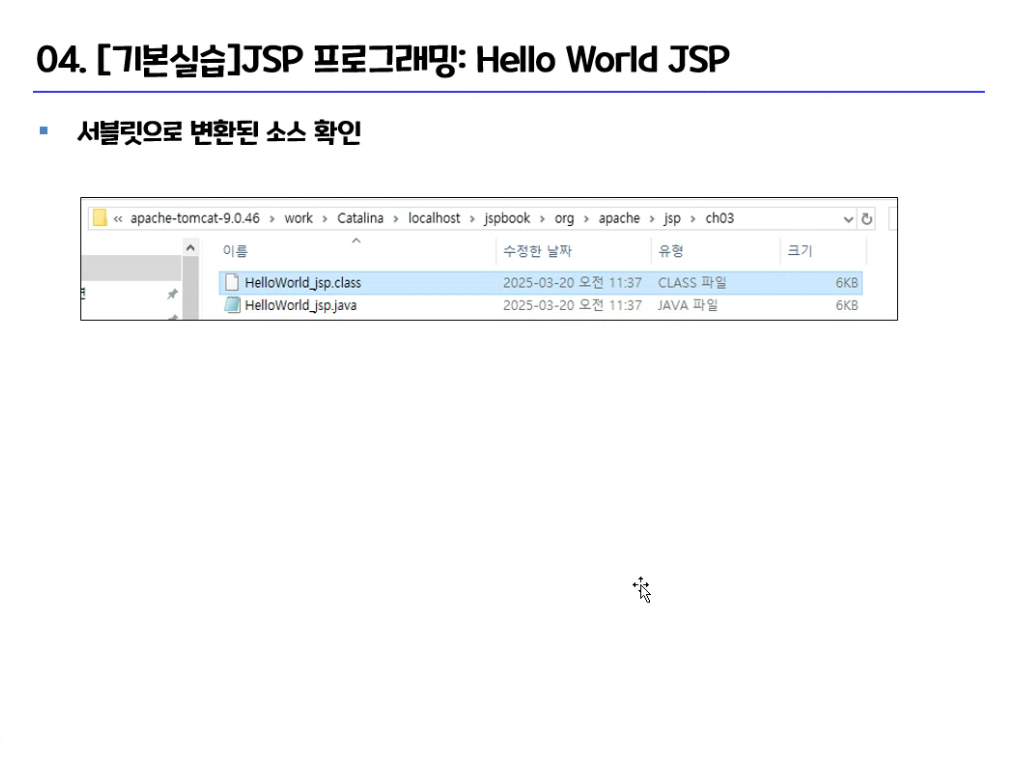 04. [기본실습]JSP 프로그래밍: Hello World JSP
서블릿으로 변환된 소스 확인
« apache-tomcat-9.0.46 › work › Catalina › localhost › jspbook › org › apache › jsp › ch03
이름 수정한 날짜 유형 크기
HelloWorld_jsp.class 2025-03-20 오전 11:37 CLASS 파일 6KB
HelloWorld_jsp.java 2025-03-20 오전 11:37 JAVA 파일 6KB